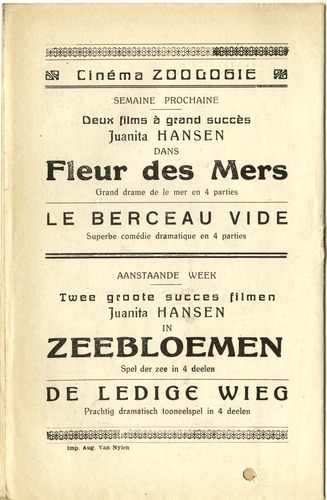 Cinéma ZOOLOGIE
SEMAINE PROCHAINE
Deux films à grand succès
Juanita HANSEN
DANS
Fleur des Mers
Grand drame de le mer en 4 parties
LE BERCEAU VIDE
Superbe comédie dramatique en 4 parties
AANSTAANDE WEEK
Twee groote succes filmen
Juanita HANSEN
IN
ZEEBLOEMEN
Spel der zee in 4 deelen
DE LEDIGE WIEG
Prachtig dramatisch tooneelspel in 4 deelen
Imp. Aug. Van Nylen